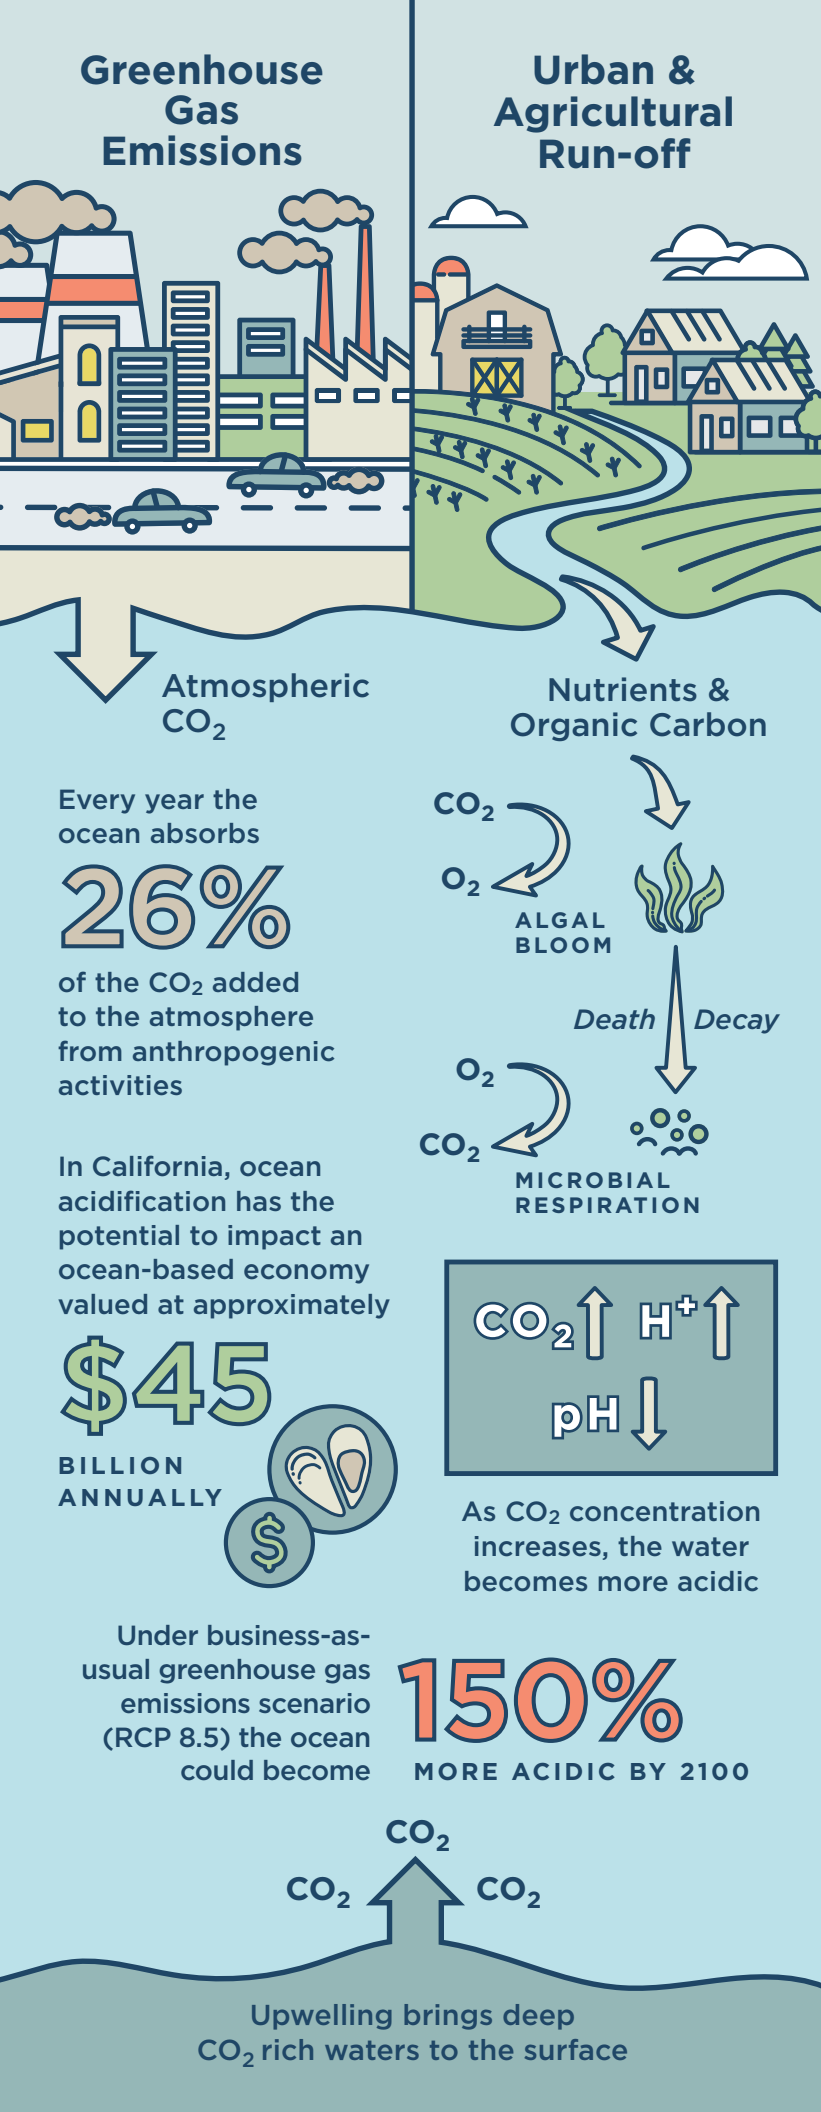 Greenhouse
Gas
Emissions
Urban &
Agricultural
Run-off
Atmospheric
CO₂
Nutrients &
Organic Carbon
Every year the
ocean absorbs
26%
of the CO₂ added
to the atmosphere
from anthropogenic
activities
CO₂
O₂
ALGAL
BLOOM
Death Decay
O₂
CO₂
MICROBIAL
RESPIRATION
In California, ocean
acidification has the
potential to impact an
ocean-based economy
valued at approximately
$45
BILLION
ANNUALLY
$
CO₂ H⁺
pH
As CO₂ concentration
increases, the water
becomes more acidic
Under business-as-
usual greenhouse gas
emissions scenario
(RCP 8.5) the ocean
could become
150%
MORE ACIDIC BY 2100
CO₂
CO₂ CO₂
Upwelling brings deep
CO₂ rich waters to the surface